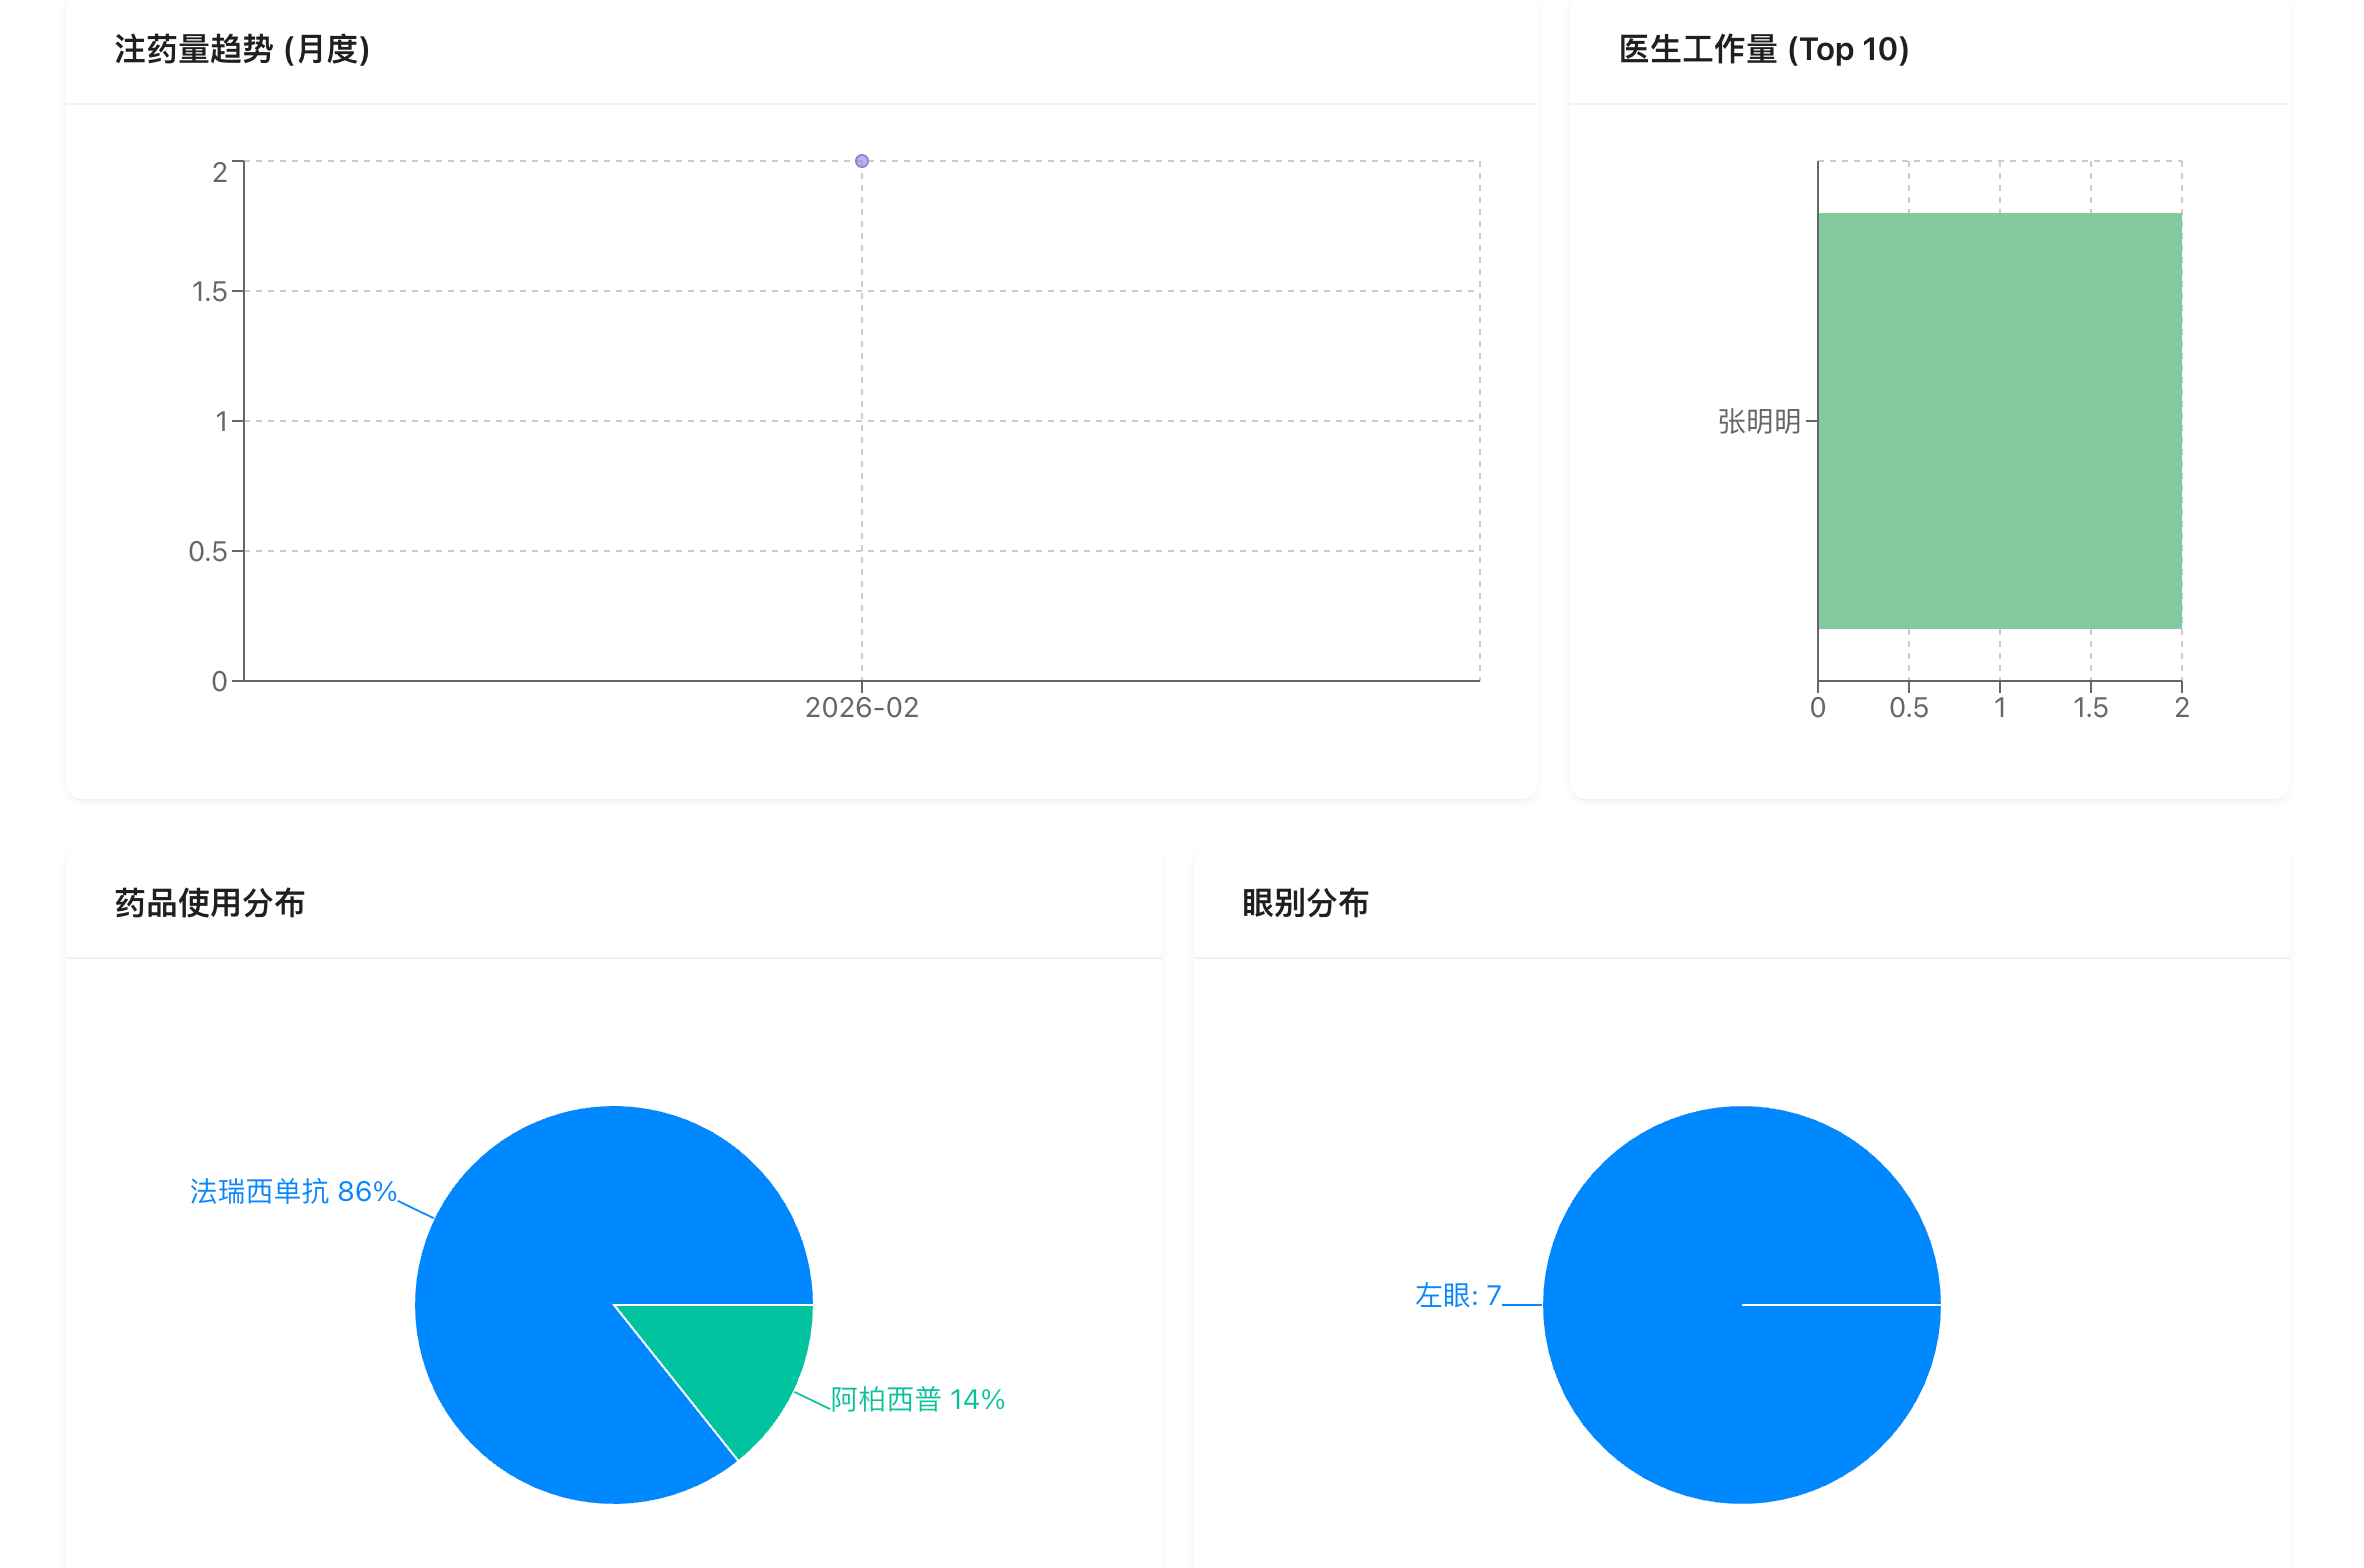 注药量趋势 (月度)
医生工作量 (Top 10)
2
1.5
1
0.5
0
2026-02
张明明
0 0.5 1 1.5 2
药品使用分布
眼别分布
法瑞西单抗 86%
阿柏西普 14%
左眼: 7